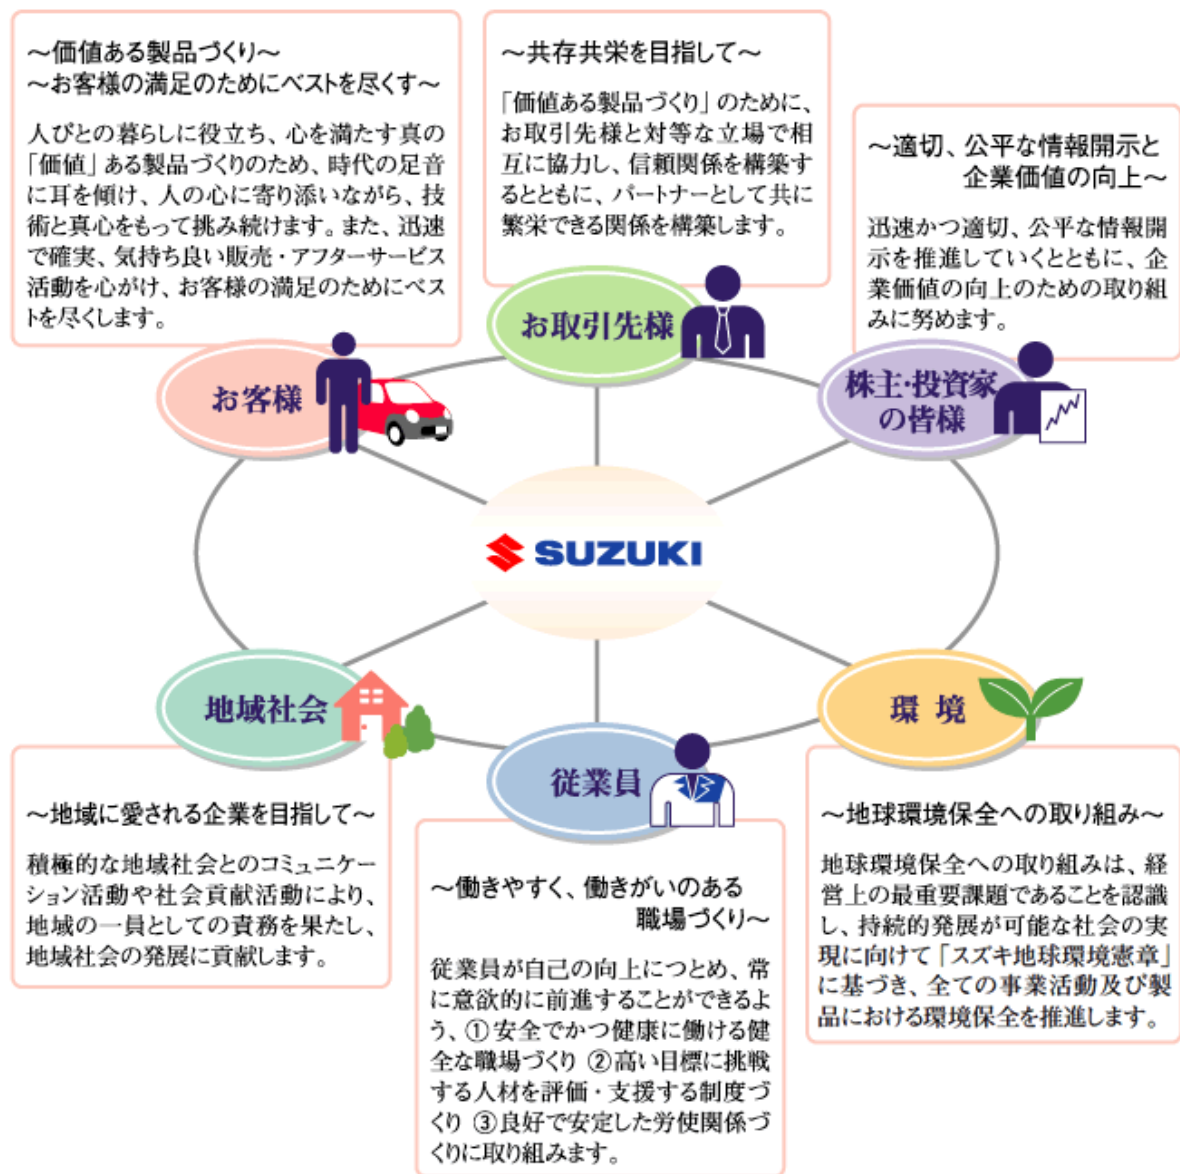 ～価値ある製品づくり～
～お客様の満足のためにベストを尽くす～
人びとの暮らしに役立ち、心を満たす真の
「価値」ある製品づくりのため、時代の足音
に耳を傾け、人の心に寄り添いながら、技
術と真心をもって挑み続けます。また、迅速
で確実、気持ち良い販売・アフターサービス
活動を心がけ、お客様の満足のためにベス
トを尽くします。
お客様
～共存共栄を目指して～
「価値ある製品づくり」のために、
お取引先様と対等な立場で相
互に協力し、信頼関係を構築す
るとともに、パートナーとして共に
繁栄できる関係を構築します。
お取引先様
～適切、公平な情報開示と
企業価値の向上～
迅速かつ適切、公平な情報開
示を推進していくとともに、企
業価値の向上のための取り組
みに努めます。
株主・投資家
の皆様
SUZUKI
地域社会
～地域に愛される企業を目指して～
積極的な地域社会とのコミュニケー
ション活動や社会貢献活動により、
地域の一員としての責務を果たし、
地域社会の発展に貢献します。
従業員
～働きやすく、働きがいのある
職場づくり～
従業員が自己の向上につとめ、常
に意欲的に前進することができるよ
う、①安全でかつ健康に働ける健
全な職場づくり ②高い目標に挑戦
する人材を評価・支援する制度づ
くり ③良好で安定した労使関係づ
くりに取り組みます。
環境
～地球環境保全への取り組み～
地球環境保全への取り組みは、経
営上の最重要課題であることを認識
し、持続的発展が可能な社会の実
現に向けて「スズキ地球環境憲章」
に基づき、全ての事業活動及び製
品における環境保全を推進します。